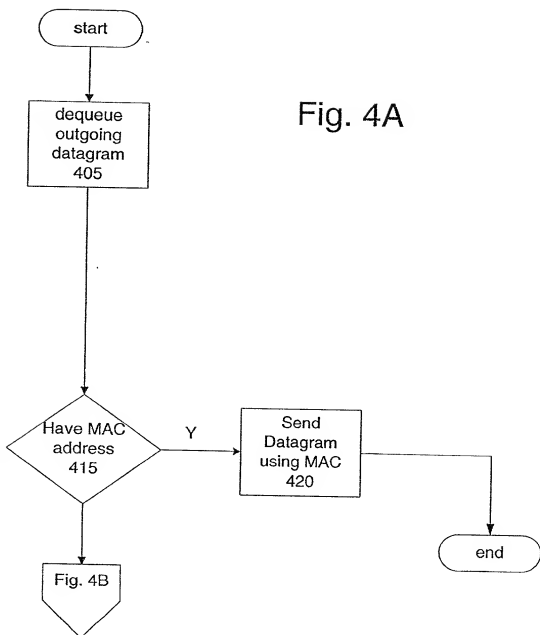 start
Fig. 4A
dequeue
outgoing
datagram
405
Have MAC
address
415
Y
Send
Datagram
using MAC
420
end
Fig. 4B